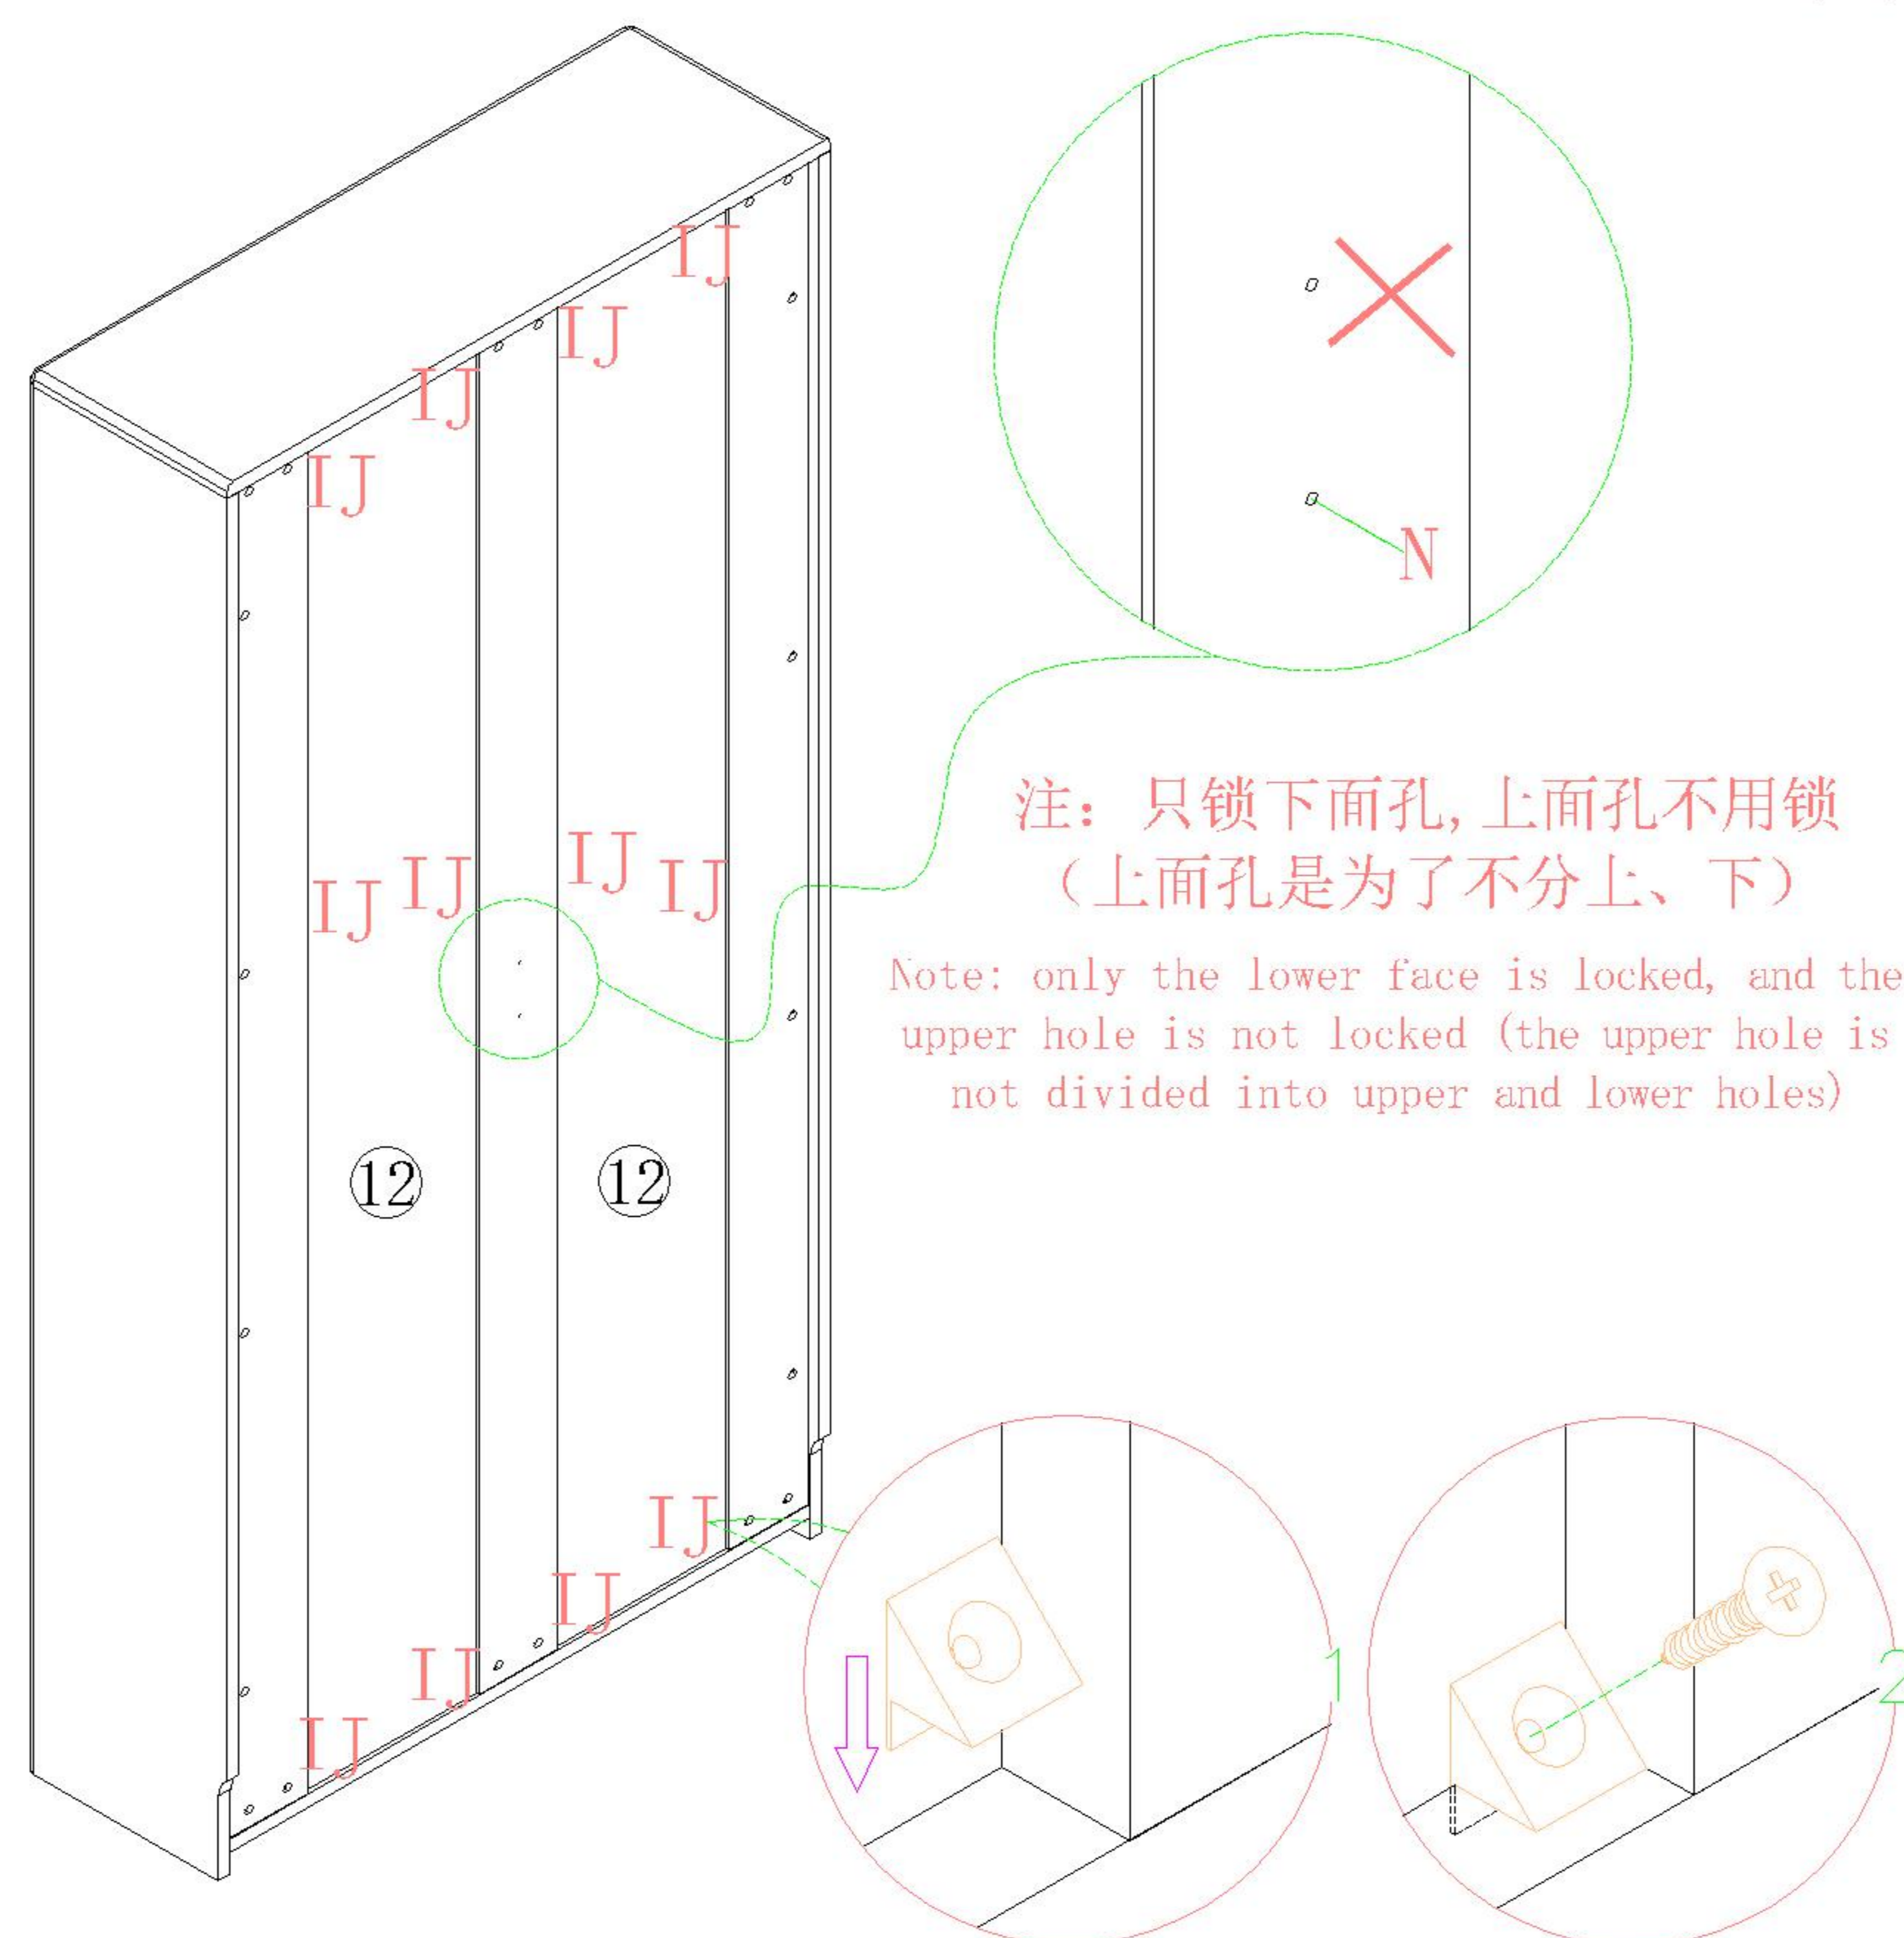 IJ
IJ
IJ
IJ
N
注：只锁下面孔,上面孔不用锁
（上面孔是为了不分上、下）
IJ
IJ
IJ
IJ
Note: only the lower face is locked, and the
upper hole is not locked (the upper hole is
not divided into upper and lower holes)
12
12
IJ
IJ
IJ
IJ
1
2